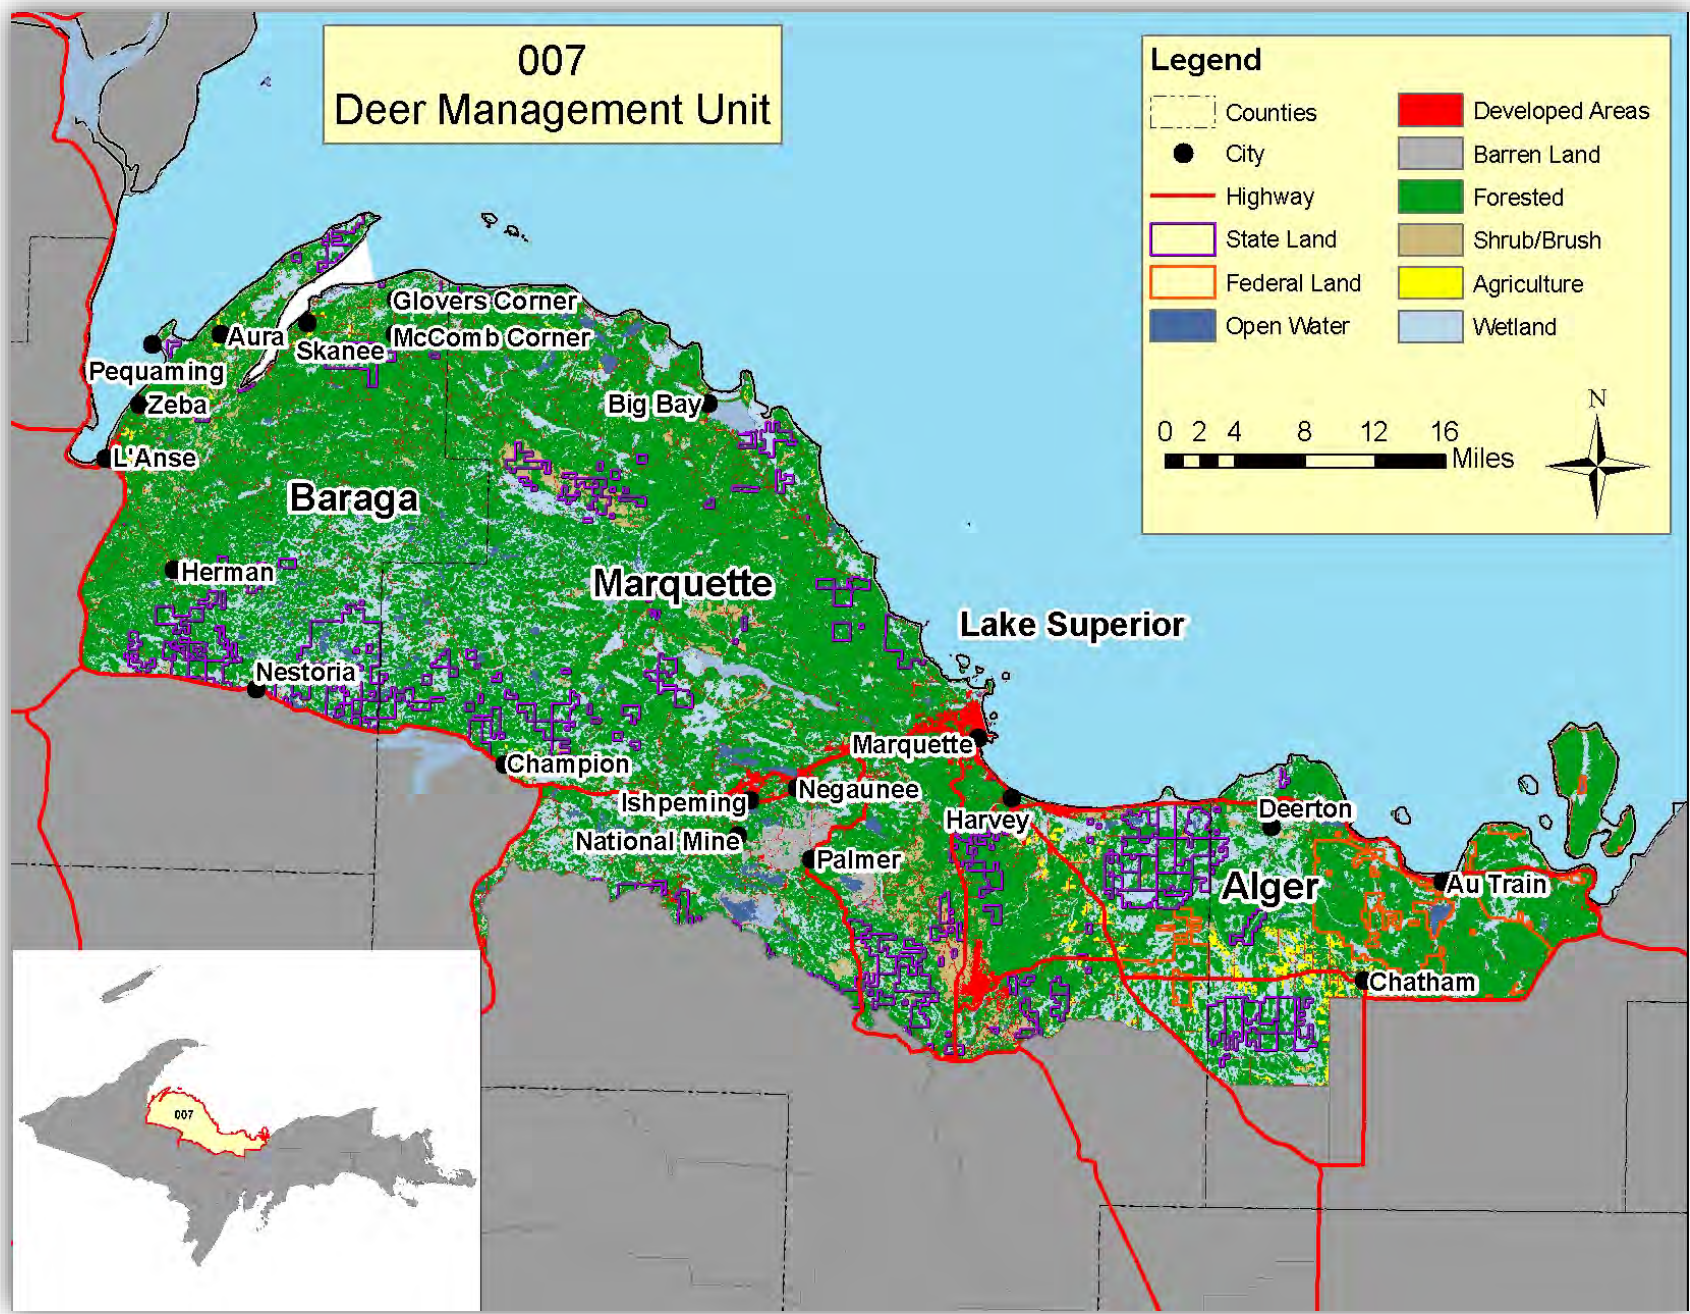 007
Deer Management Unit
Legend
Counties
City
Highway
State Land
Federal Land
Open Water
Developed Areas
Barren Land
Forested
Shrub/Brush
Agriculture
Wetland
0 2 4 8 12 16
Miles
N
Glovers Corner
McComb Corner
Aura
Skanee
Pequaming
Zeba
L'Anse
Big Bay
Baraga
Herman
Marquette
Lake Superior
Nestoria
Champion
Marquette
Ishpeming
Negaunee
National Mine
Harvey
Palmer
Deerton
Alger
Au Train
Chatham
007